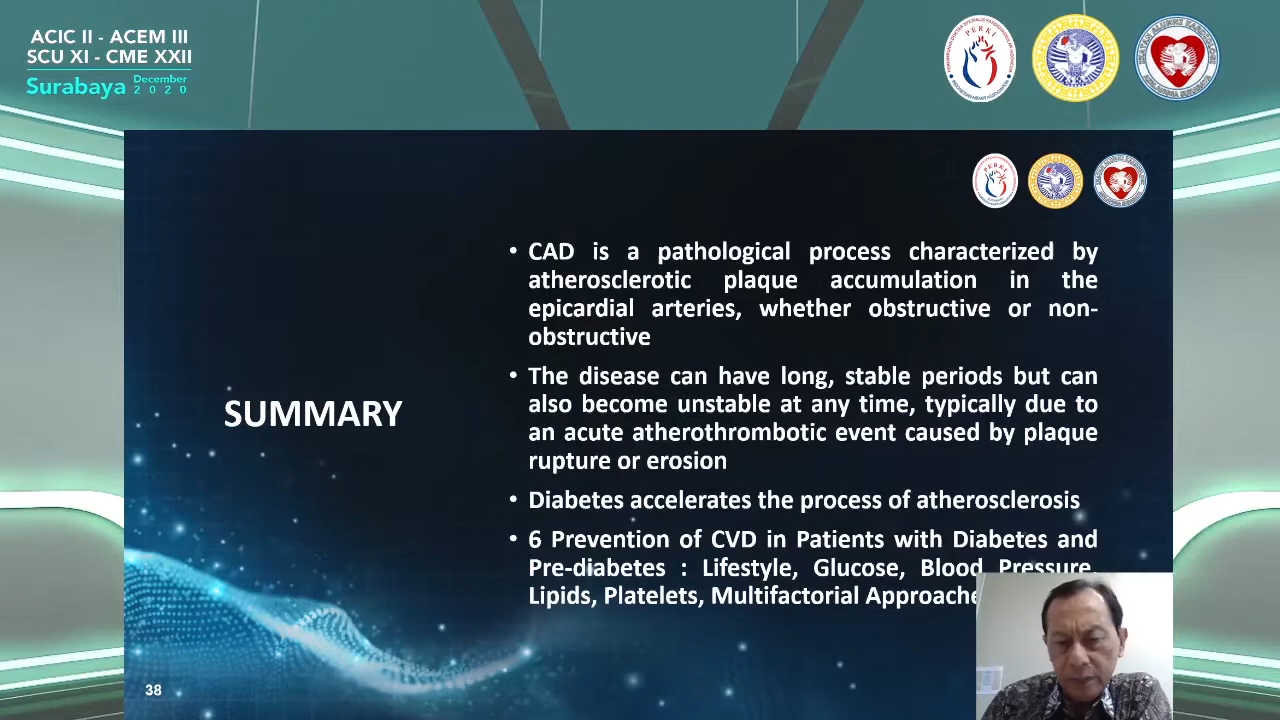 ACIC II - ACEM III
SCU XI - CME XXII
Surabaya December 2020
PERKI
PERKI
SUMMARY
• CAD is a pathological process characterized by
atherosclerotic plaque accumulation in the
epicardial arteries, whether obstructive or non-
obstructive
• The disease can have long, stable periods but can
also become unstable at any time, typically due to
an acute atherothrombotic event caused by plaque
rupture or erosion
• Diabetes accelerates the process of atherosclerosis
• 6 Prevention of CVD in Patients with Diabetes and
Pre-diabetes : Lifestyle, Glucose, Blood Pressure,
Lipids, Platelets, Multifactorial
38